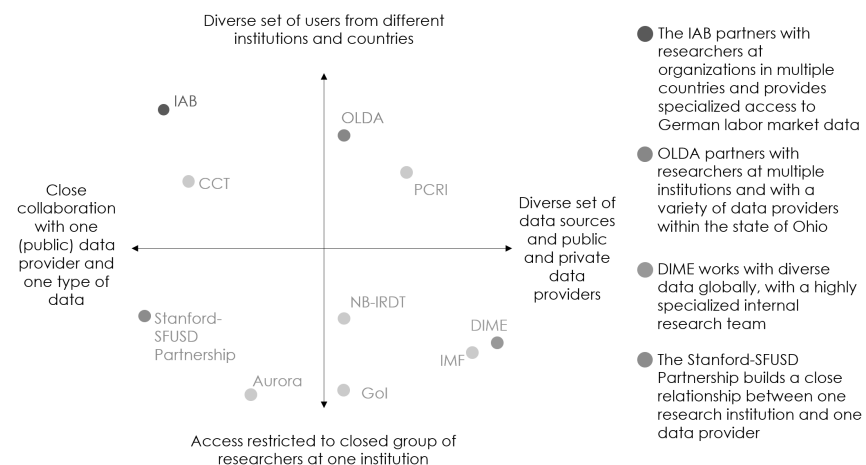 Diverse set of users from different
institutions and countries
IAB
OLDA
CCT
PCRI
Close
collaboration
with one
(public) data
provider and
one type of
data
Diverse set of
data sources
and public
and private
data
providers
Stanford-
SFUSD
Partnership
NB-IRDT
DIME
IMF
Aurora
GoI
Access restricted to closed group of
researchers at one institution
The IAB partners with
researchers at
organizations in multiple
countries and provides
specialized access to
German labor market data
OLDA partners with
researchers at multiple
institutions and with a
variety of data providers
within the state of Ohio
DIME works with diverse
data globally, with a highly
specialized internal
research team
The Stanford-SFUSD
Partnership builds a close
relationship between one
research institution and one
data provider